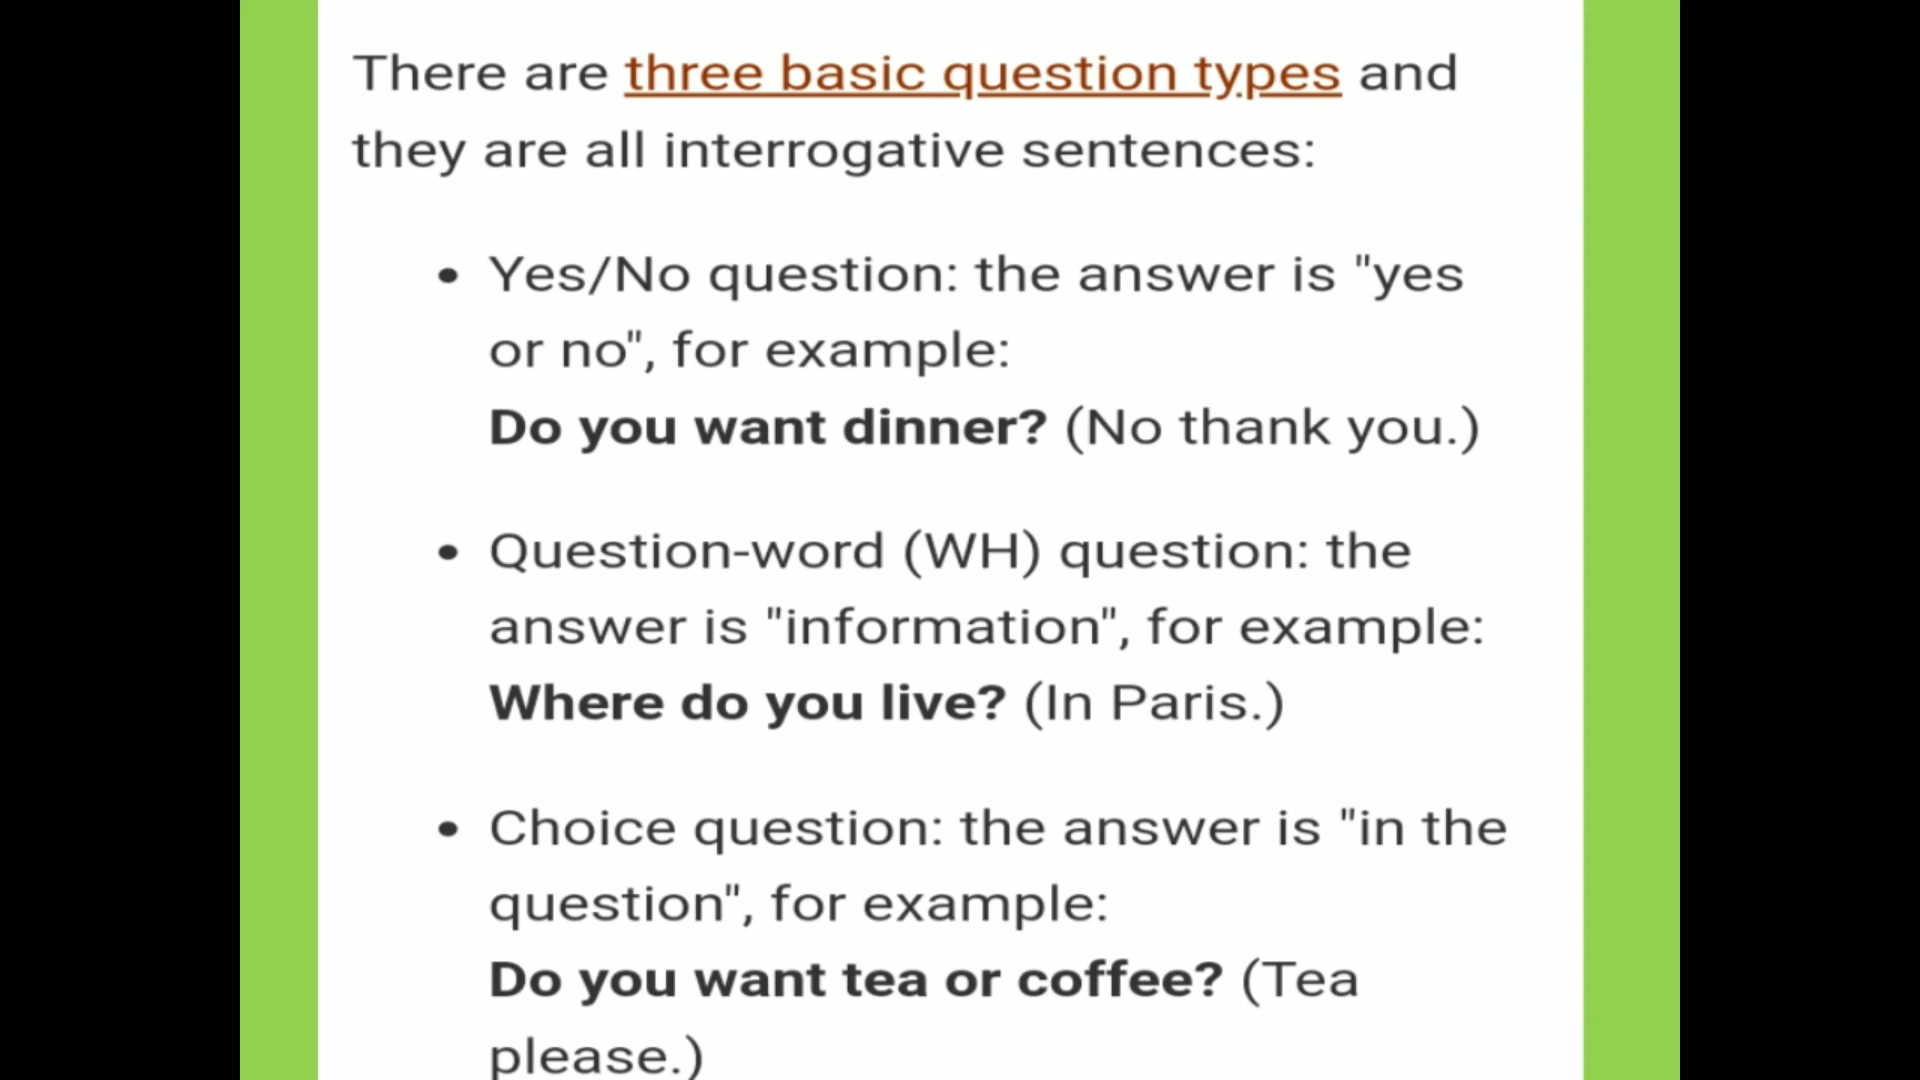 There are three basic question types and
they are all interrogative sentences:
• Yes/No question: the answer is "yes
or no", for example:
Do you want dinner? (No thank you.)
• Question-word (WH) question: the
answer is "information", for example:
Where do you live? (In Paris.)
• Choice question: the answer is "in the
question", for example:
Do you want tea or coffee? (Tea
please.)